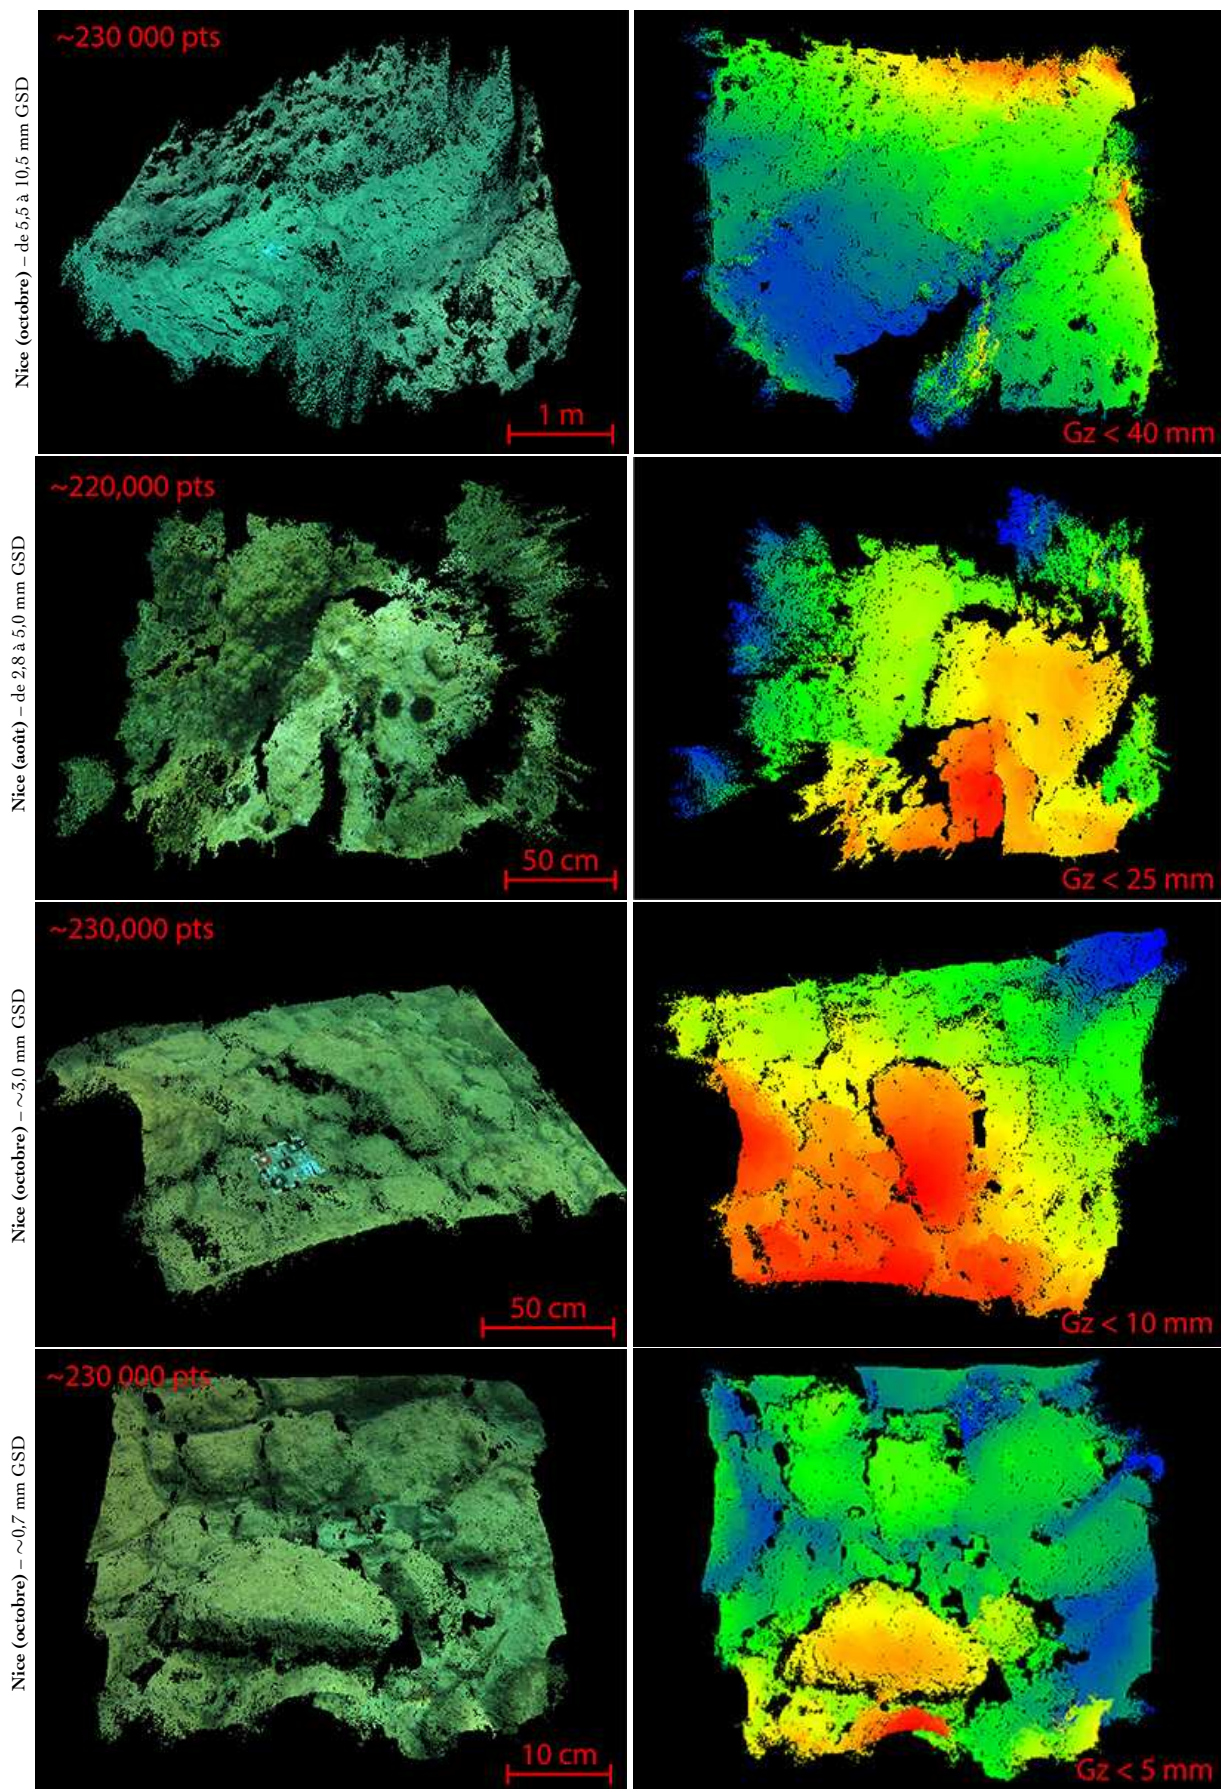 Nice (octobre) – de 5,5 à 10,5 mm GSD
~230 000 pts
1 m
Gz < 40 mm
Nice (août) – de 2,8 à 5,0 mm GSD
~220,000 pts
50 cm
Gz < 25 mm
Nice (octobre) – ~3,0 mm GSD
~230,000 pts
50 cm
Gz < 10 mm
Nice (octobre) – ~0,7 mm GSD
~230 000 pts
10 cm
Gz < 5 mm